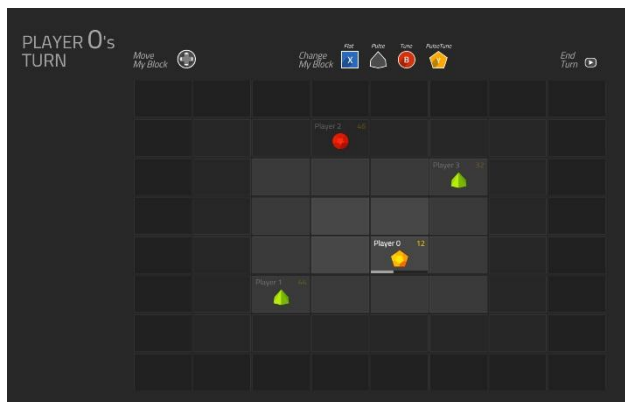 PLAYER 0's
TURN
Move
My Block
Change
My Block
Flat
X
Pulse
Tune
B
PulseTune
Y
End
Turn
Player 2 46
Player 3
Player 0 12
Player 1